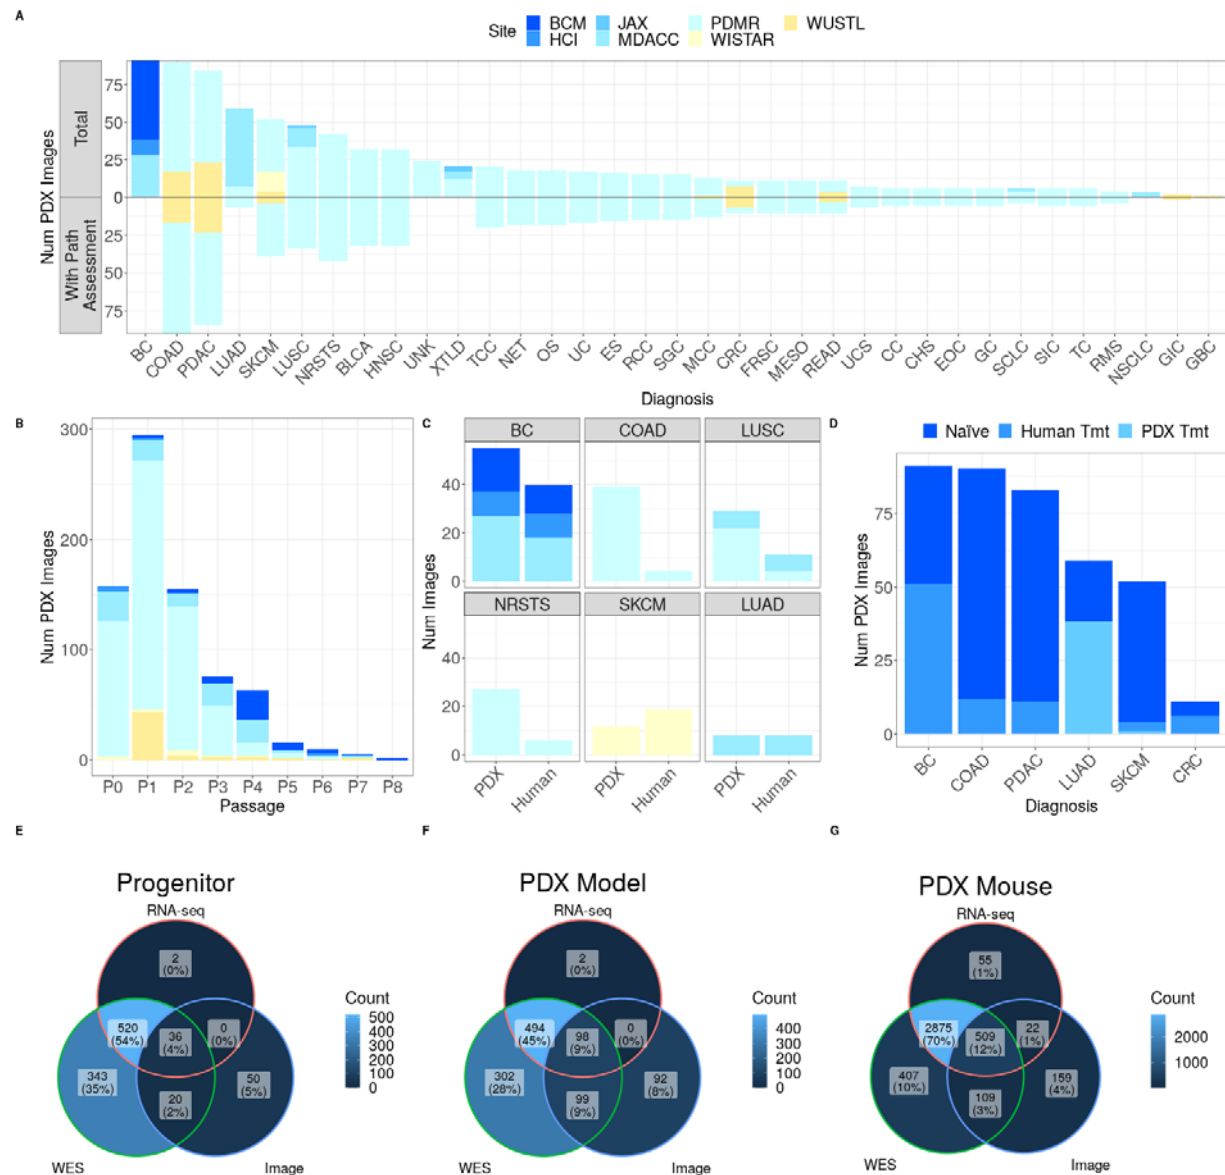 A
Site BCM JAX PDMR WUSTL
HCI MDACC WISTAR
Num PDX Images
Total
With Path
Assessment
75
50
25
0
25
50
75
BC COAD PDAC LUAD SKCM LUSC NRSTS BLCA HNSC UNK XTLD TCC NET OS UC ES RCC SGC MCC CRC FRSC MESO READ UCS CC CHS EOC GC SCLC SIC TC RMS NSCLC GIC GBC
Diagnosis
B
Num PDX Images
300
200
100
0
P0 P1 P2 P3 P4 P5 P6 P7 P8
Passage
C
Num Images
BC COAD LUSC
40
20
0
NRSTS SKCM LUAD
40
20
0
PDX Human PDX Human PDX Human
D
Naïve Human Tmt PDX Tmt
Num PDX Images
75
50
25
0
BC COAD PDAC LUAD SKCM CRC
Diagnosis
E
Progenitor
RNA-seq
2
(0%)
520
(54%)
36
(4%)
0
(0%)
343
(35%)
20
(2%)
50
(5%)
WES Image
Count
500
400
300
200
100
0
F
PDX Model
RNA-seq
2
(0%)
494
(45%)
98
(9%)
0
(0%)
302
(28%)
99
(9%)
92
(8%)
WES Image
Count
400
300
200
100
0
G
PDX Mouse
RNA-seq
55
(1%)
2875
(70%)
509
(12%)
22
(1%)
407
(10%)
109
(3%)
159
(4%)
WES Image
Count
2000
1000